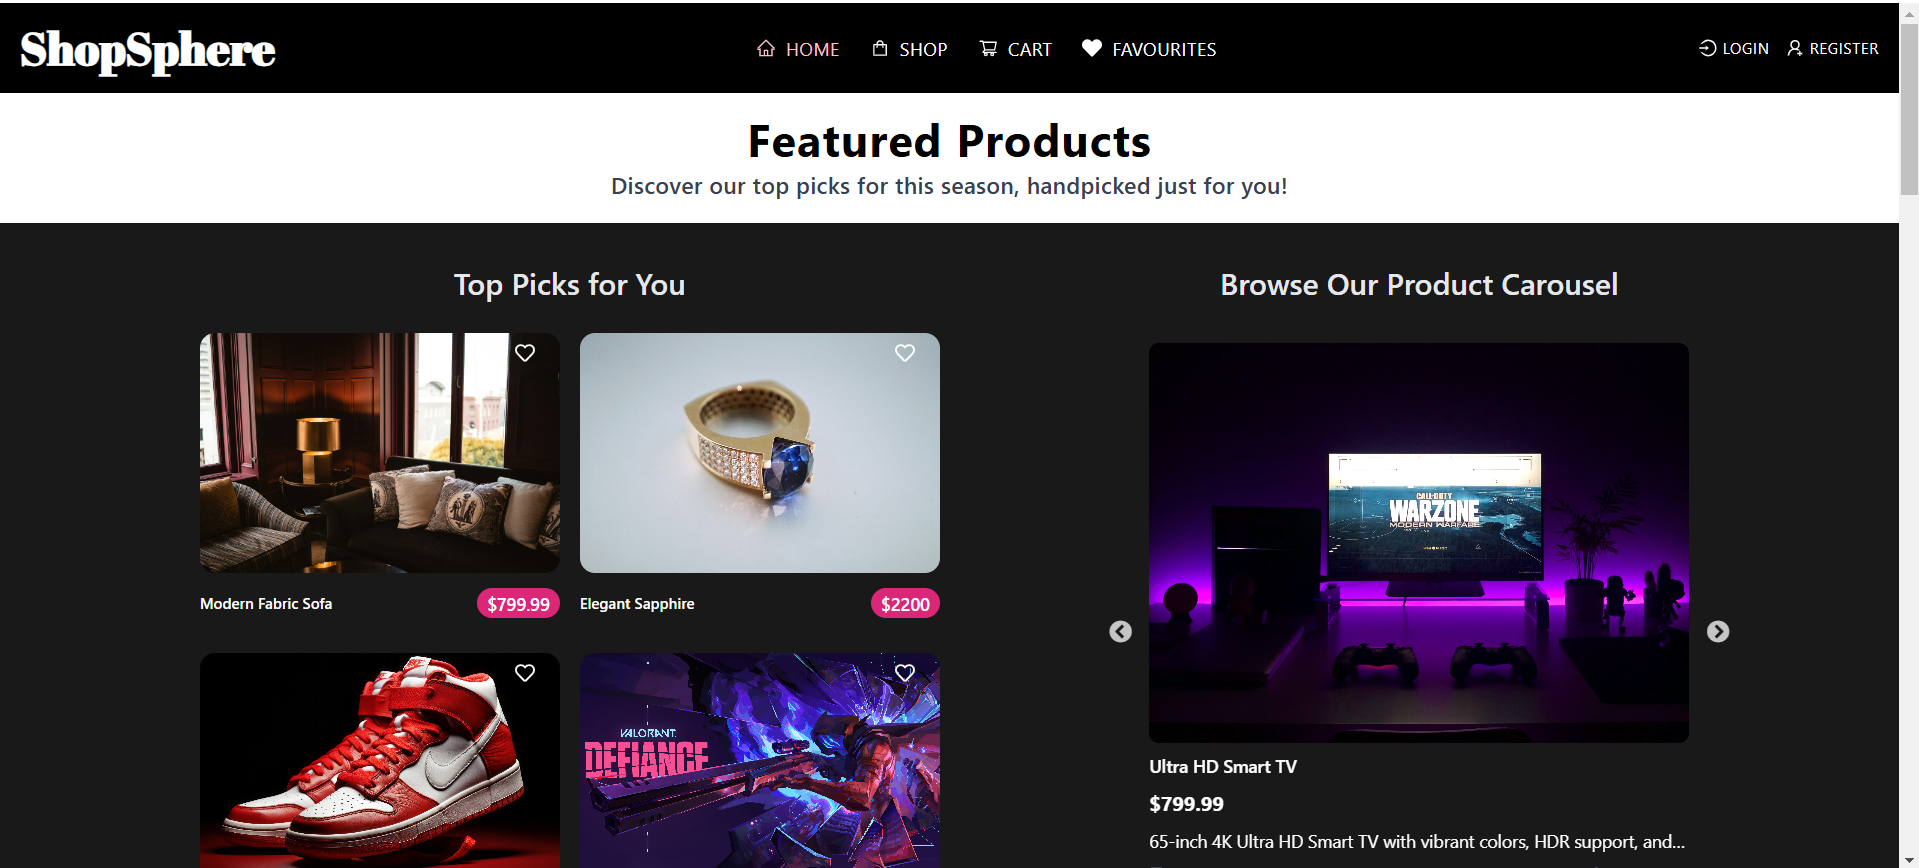 ShopSphere
HOME
SHOP
CART
FAVOURITES
LOGIN
REGISTER
Featured Products
Discover our top picks for this season, handpicked just for you!
Top Picks for You
Browse Our Product Carousel
Modern Fabric Sofa
$799.99
Elegant Sapphire
$2200
VALORANT
DEFIANCE
CALL OF DUTY
WARZONE
MODERN WARFARE
Ultra HD Smart TV
$799.99
65-inch 4K Ultra HD Smart TV with vibrant colors, HDR support, and...